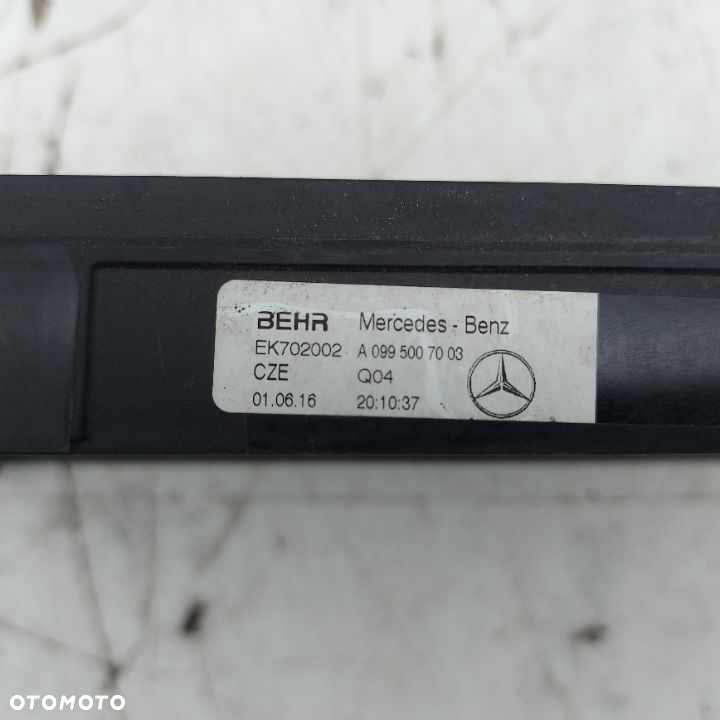 BEHR Mercedes - Benz
EK702002 A 099 500 70 03
CZE Q04
01.06.16 20:10:37
OTOMOTO